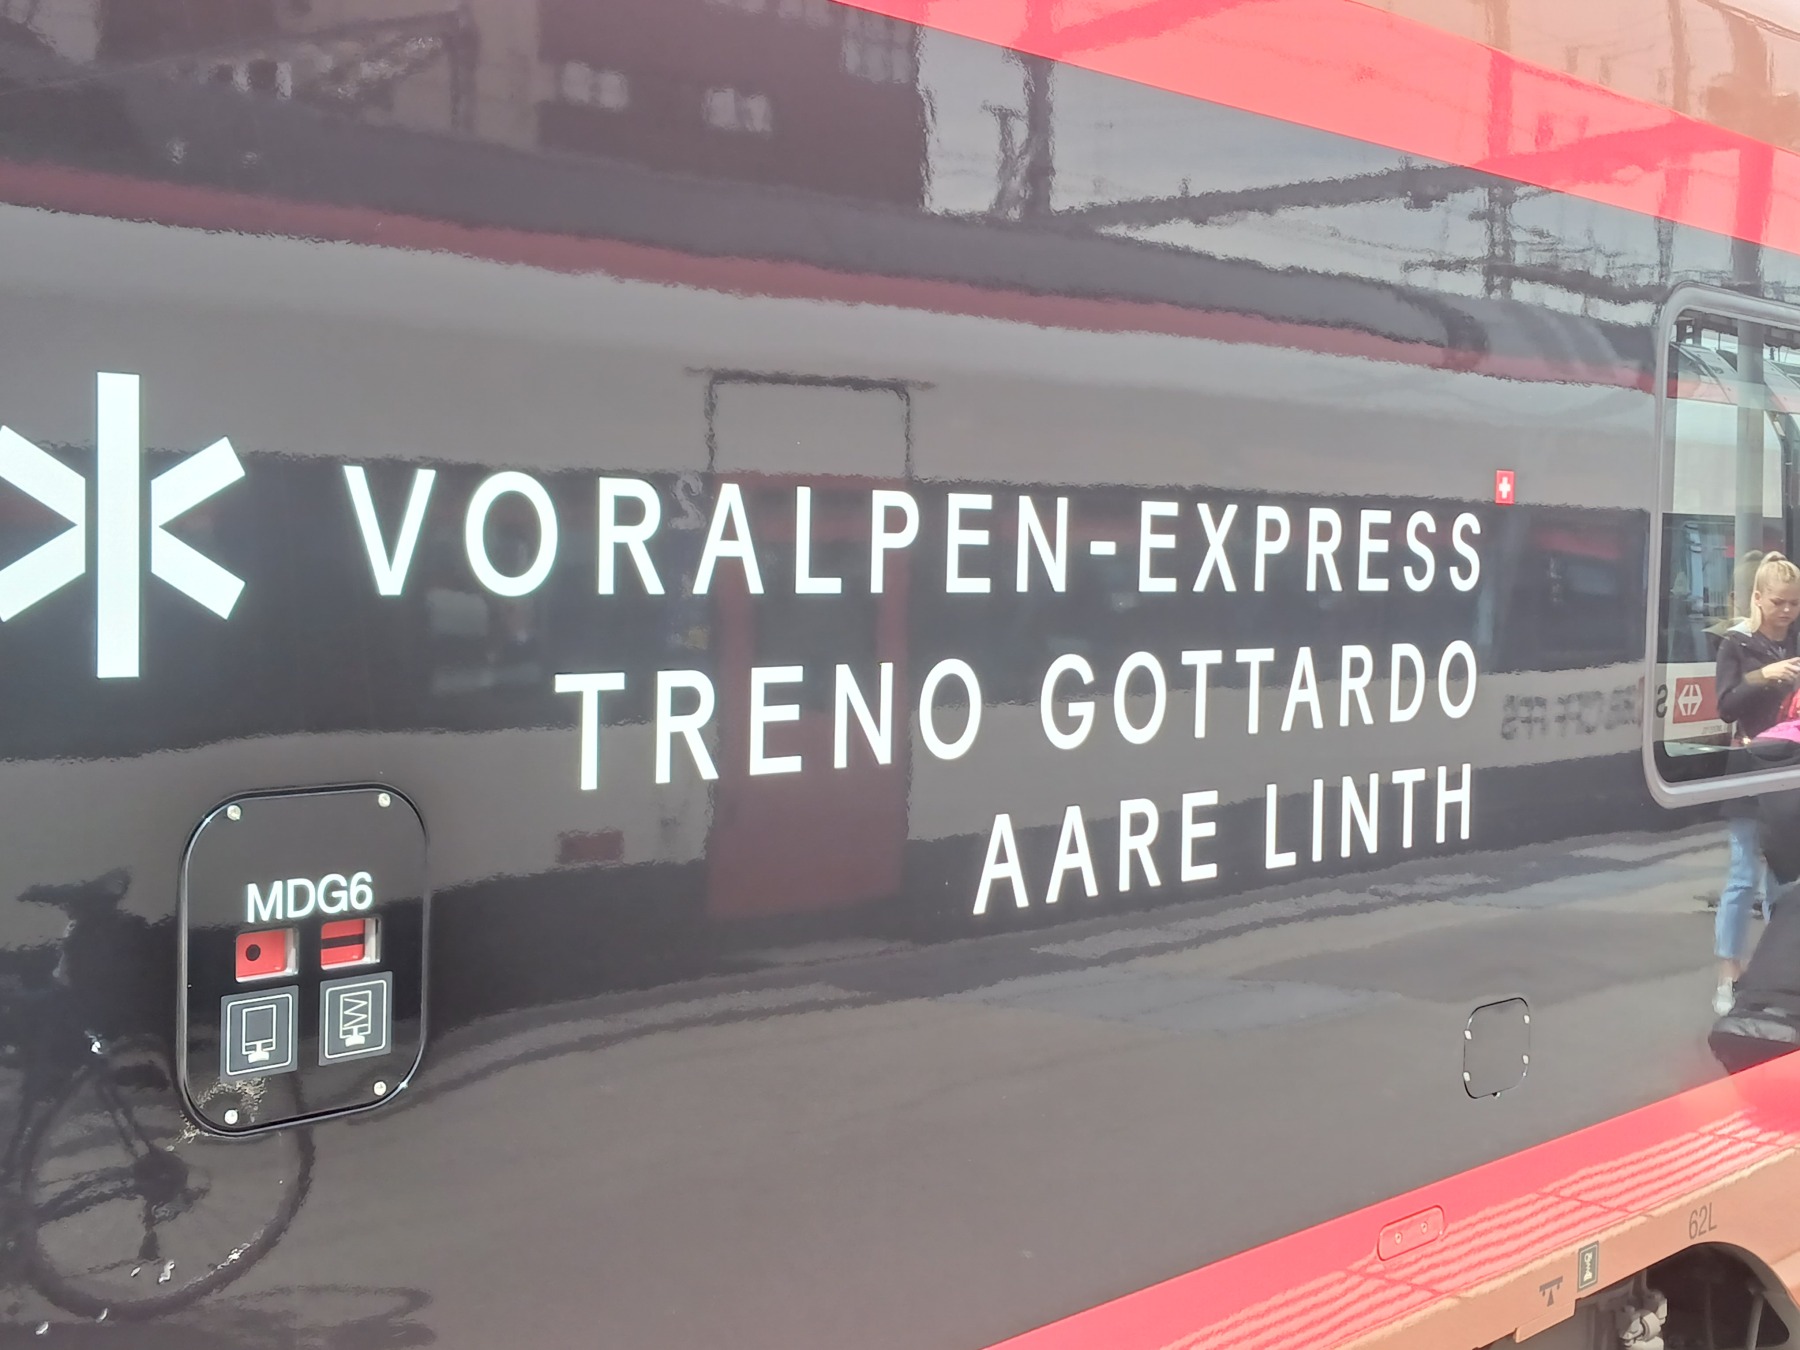 VORALPEN-EXPRESS
TRENO GOTTARDO
AARE LINTH
MDG6
62L